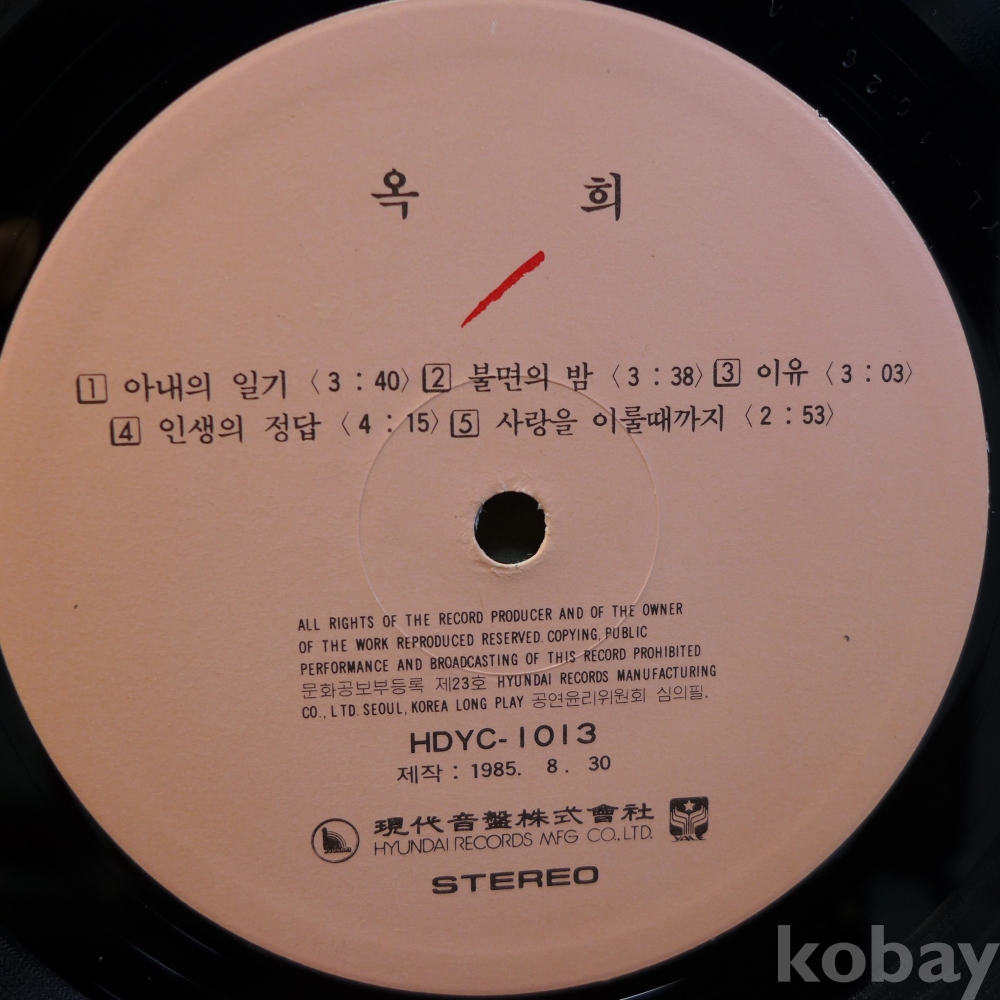 옥 희
1 아내의 일기 〈3 : 40〉 2 불면의 밤 〈3 : 38〉 3 이유 〈3 : 03〉
4 인생의 정답 〈4 : 15〉 5 사랑을 이룰때까지 〈2 : 53〉
ALL RIGHTS OF THE RECORD PRODUCER AND OF THE OWNER
OF THE WORK REPRODUCED RESERVED. COPYING, PUBLIC
PERFORMANCE AND BROADCASTING OF THIS RECORD PROHIBITED
문화공보부등록 제23호 HYUNDAI RECORDS MANUFACTURING
CO., LTD. SEOUL, KOREA LONG PLAY 공연윤리위원회 심의필.
HDYC-1013
제작 : 1985. 8. 30
現代音盤株式會社
HYUNDAI RECORDS MFG CO., LTD.
STEREO
kobay